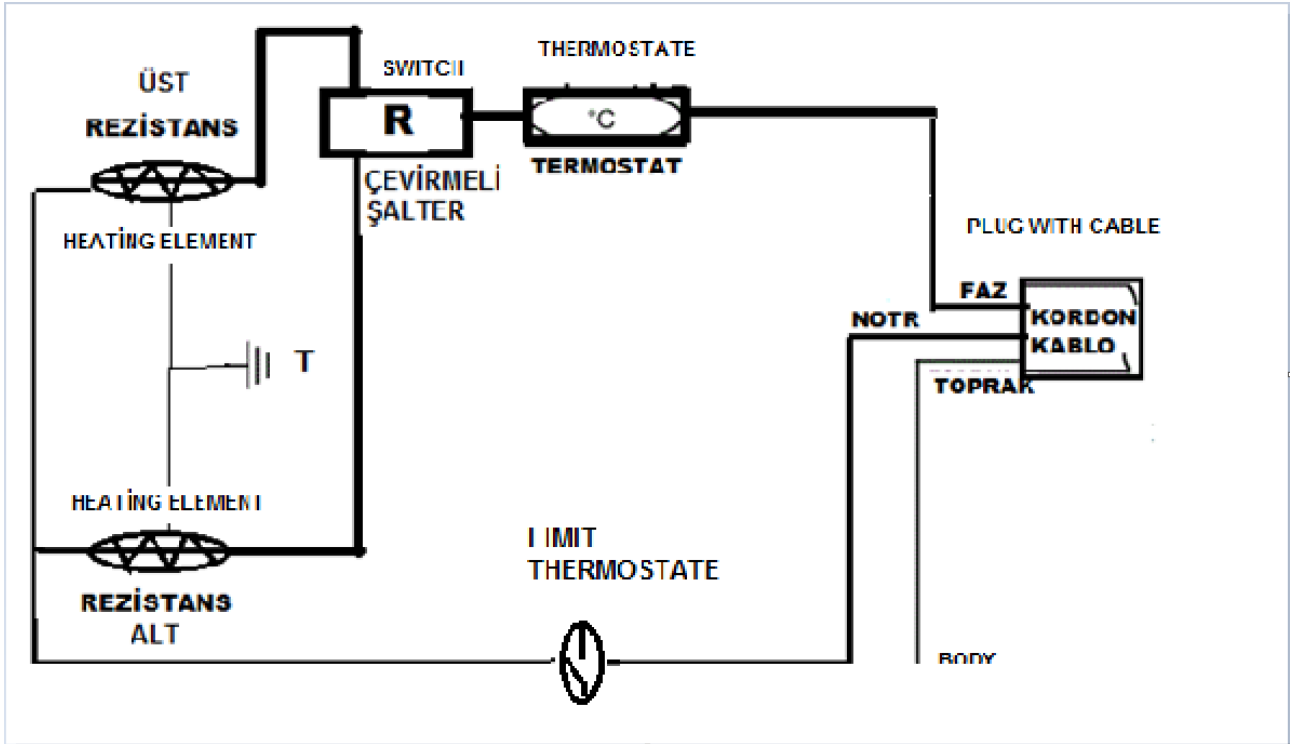 THERMOSTATE
SWITCH
ÜST
REZİSTANS
R
°C
TERMOSTAT
ÇEVİRMELİ
ŞALTER
HEATİNG ELEMENT
PLUG WITH CABLE
FAZ
NOTR
KORDON
KABLO
TOPRAK
T
HEATİNG ELEMENT
LIMIT
THERMOSTATE
REZİSTANS
ALT
BODY